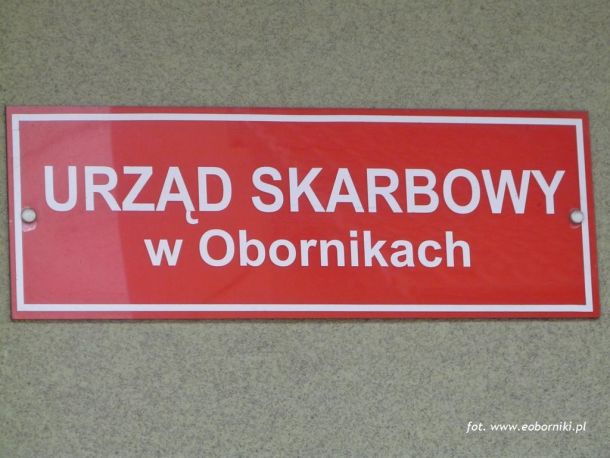 URZĄD SKARBOWY
w Obornikach
fot. www.eoborniki.pl